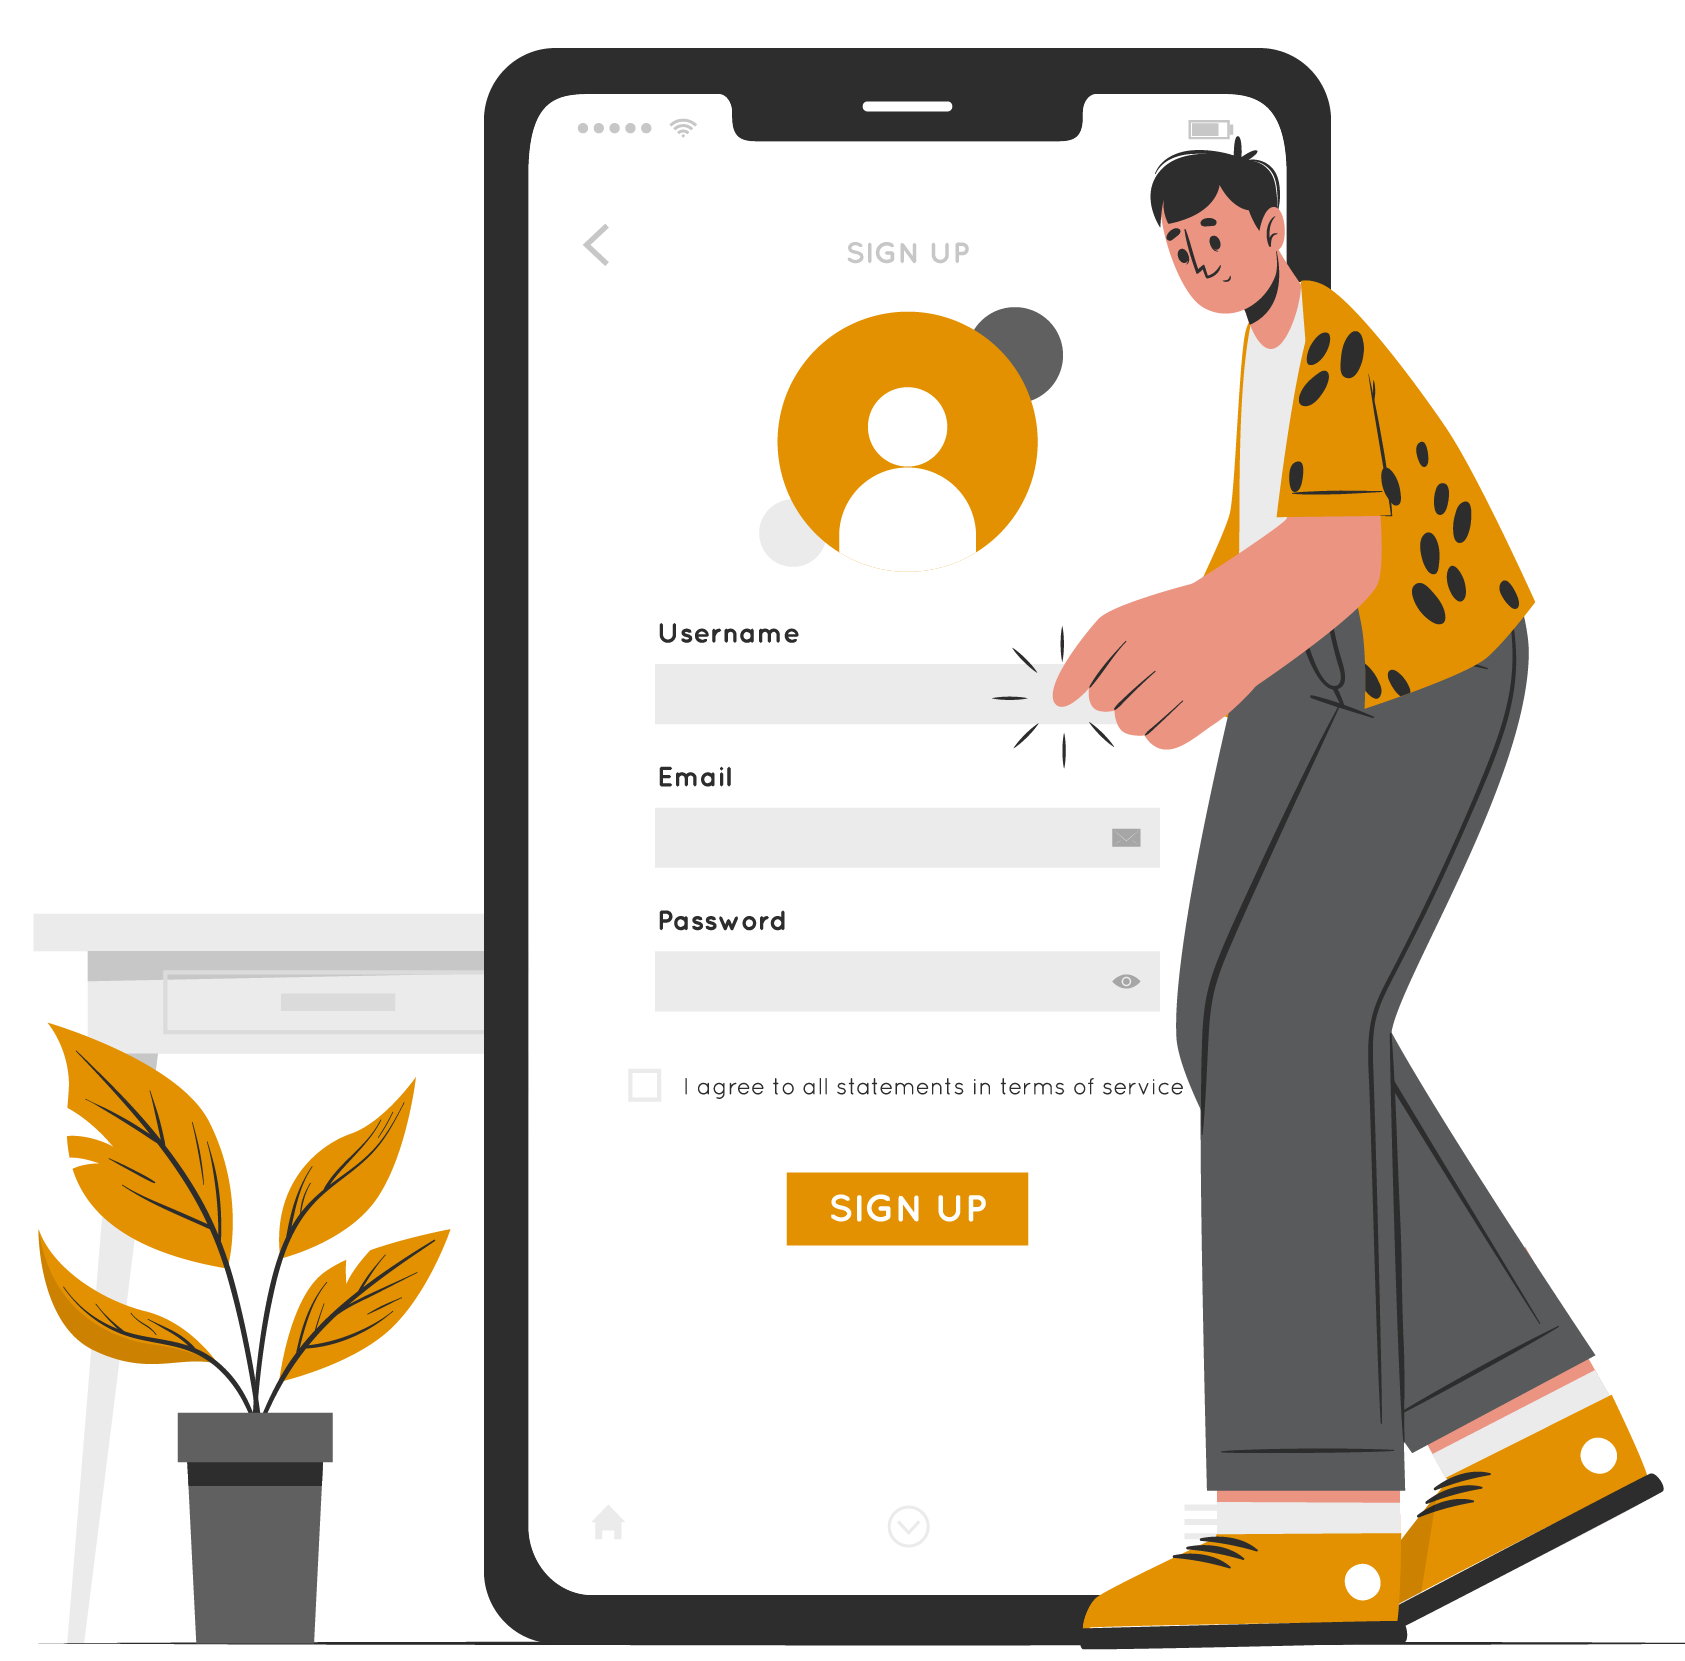 SIGN UP
Username
Email
Password
I agree to all statements in terms of service
SIGN UP